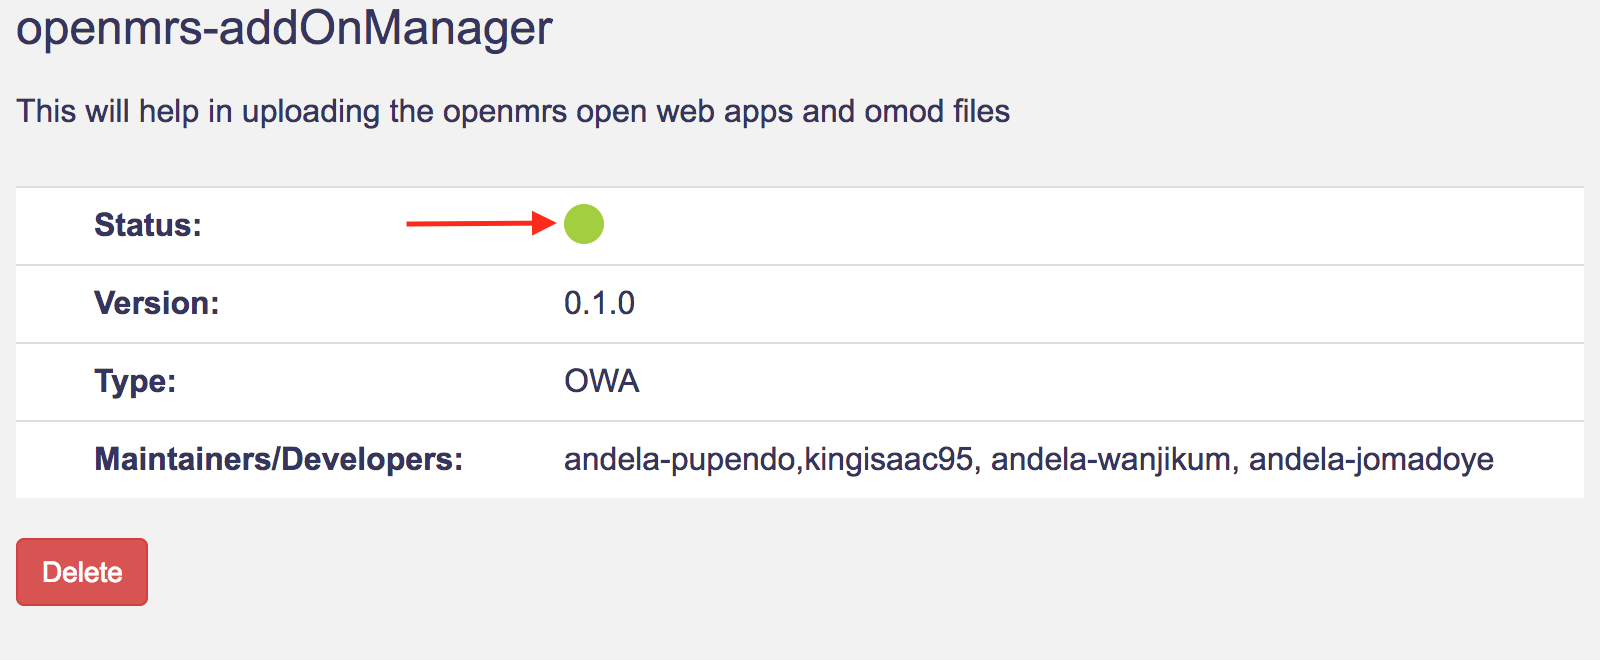 openmrs-addOnManager
This will help in uploading the openmrs open web apps and omod files
Status:
Version: 0.1.0
Type: OWA
Maintainers/Developers: andela-pupendo,kingisaac95, andela-wanjikum, andela-jomadoye
Delete